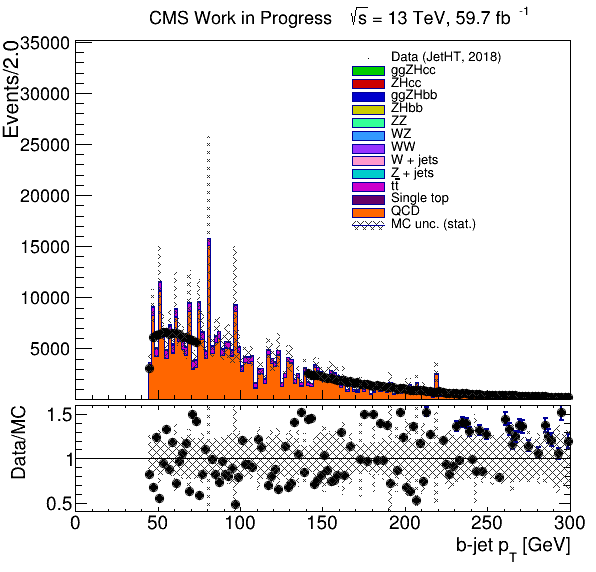 CMS Work in Progress √s = 13 TeV, 59.7 fb -1
Events/2.0
35000
30000
25000
20000
15000
10000
5000
Data (JetHT, 2018)
ggZHcc
ZHcc
ggZHbb
ZHbb
ZZ
WZ
WW
W + jets
Z + jets
tt̅
Single top
QCD
MC unc. (stat.)
Data/MC
1.5
1
0.5
0 50 100 150 200 250 300
b-jet pT [GeV]